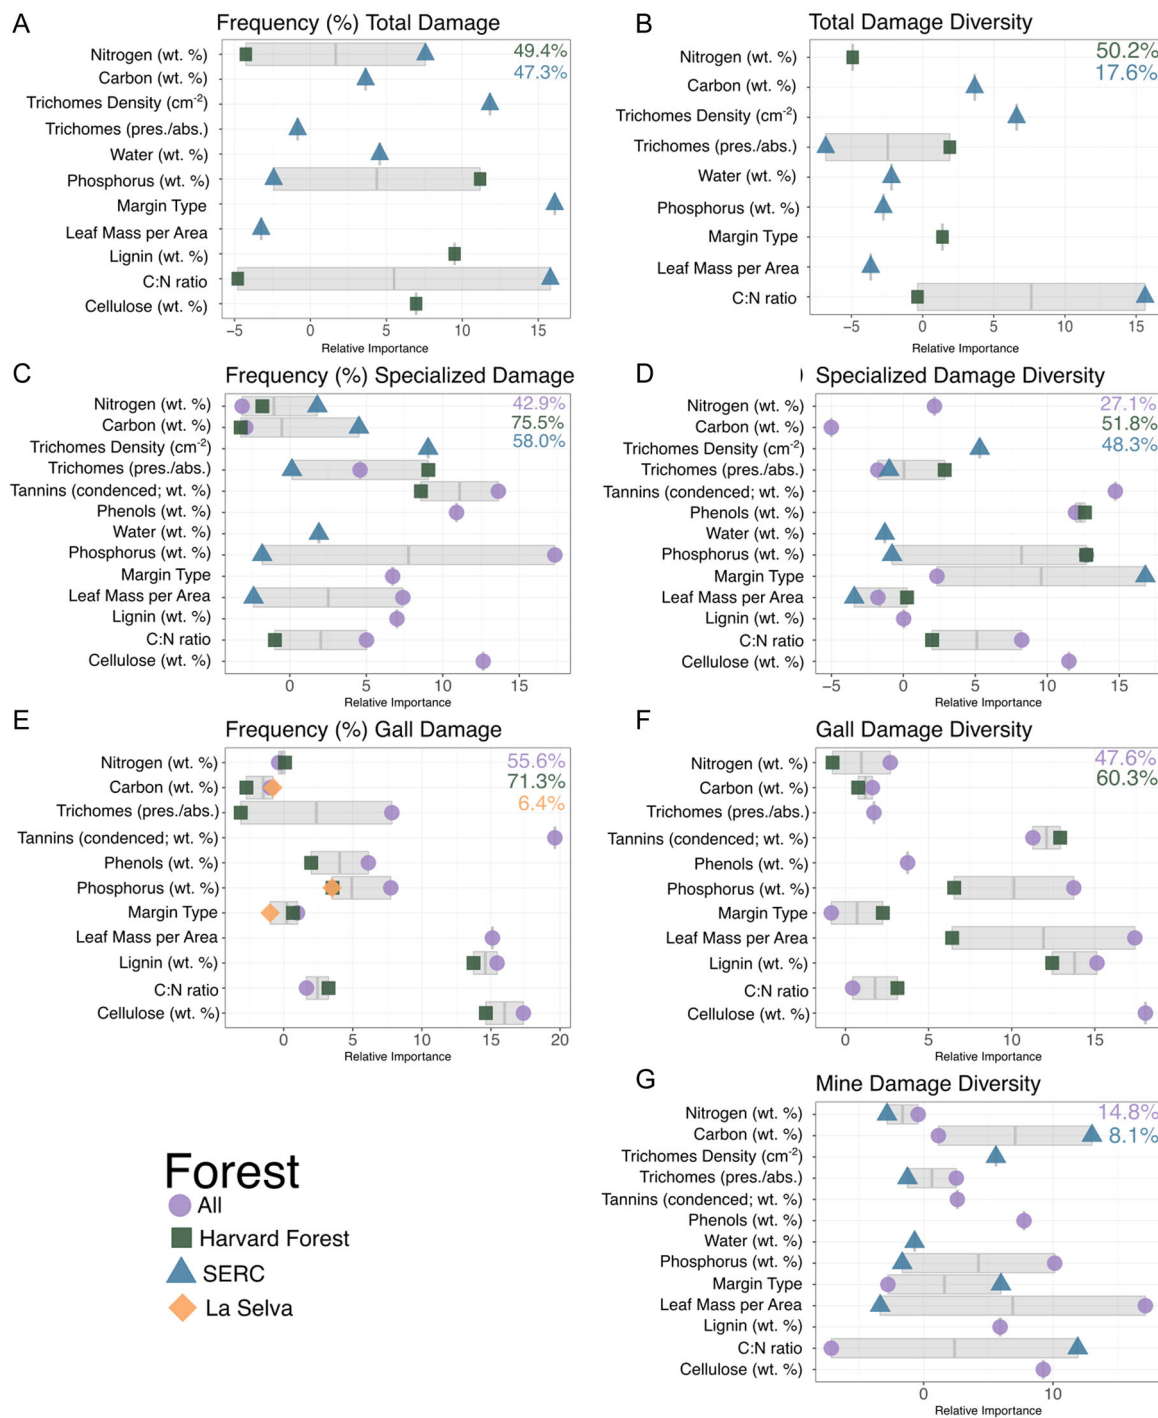 A
Frequency (%) Total Damage
Nitrogen (wt. %)
Carbon (wt. %)
Trichomes Density (cm-2)
Trichomes (pres./abs.)
Water (wt. %)
Phosphorus (wt. %)
Margin Type
Leaf Mass per Area
Lignin (wt. %)
C:N ratio
Cellulose (wt. %)
49.4%
47.3%
−5 0 5 10 15
Relative Importance
B
Total Damage Diversity
Nitrogen (wt. %)
Carbon (wt. %)
Trichomes Density (cm-2)
Trichomes (pres./abs.)
Water (wt. %)
Phosphorus (wt. %)
Margin Type
Leaf Mass per Area
C:N ratio
50.2%
17.6%
−5 0 5 10 15
Relative Importance
C
Frequency (%) Specialized Damage
Nitrogen (wt. %)
Carbon (wt. %)
Trichomes Density (cm-2)
Trichomes (pres./abs.)
Tannins (condenced; wt. %)
Phenols (wt. %)
Water (wt. %)
Phosphorus (wt. %)
Margin Type
Leaf Mass per Area
Lignin (wt. %)
C:N ratio
Cellulose (wt. %)
42.9%
75.5%
58.0%
0 5 10 15
Relative Importance
D
) Specialized Damage Diversity
Nitrogen (wt. %)
Carbon (wt. %)
Trichomes Density (cm-2)
Trichomes (pres./abs.)
Tannins (condenced; wt. %)
Phenols (wt. %)
Water (wt. %)
Phosphorus (wt. %)
Margin Type
Leaf Mass per Area
Lignin (wt. %)
C:N ratio
Cellulose (wt. %)
27.1%
51.8%
48.3%
−5 0 5 10 15
Relative Importance
E
Frequency (%) Gall Damage
Nitrogen (wt. %)
Carbon (wt. %)
Trichomes (pres./abs.)
Tannins (condenced; wt. %)
Phenols (wt. %)
Phosphorus (wt. %)
Margin Type
Leaf Mass per Area
Lignin (wt. %)
C:N ratio
Cellulose (wt. %)
55.6%
71.3%
6.4%
0 5 10 15 20
Relative Importance
F
Gall Damage Diversity
Nitrogen (wt. %)
Carbon (wt. %)
Trichomes (pres./abs.)
Tannins (condenced; wt. %)
Phenols (wt. %)
Phosphorus (wt. %)
Margin Type
Leaf Mass per Area
Lignin (wt. %)
C:N ratio
Cellulose (wt. %)
47.6%
60.3%
0 5 10 15
Relative Importance
G
Mine Damage Diversity
Nitrogen (wt. %)
Carbon (wt. %)
Trichomes Density (cm-2)
Trichomes (pres./abs.)
Tannins (condenced; wt. %)
Phenols (wt. %)
Water (wt. %)
Phosphorus (wt. %)
Margin Type
Leaf Mass per Area
Lignin (wt. %)
C:N ratio
Cellulose (wt. %)
14.8%
8.1%
0 10
Relative Importance
Forest
All
Harvard Forest
SERC
La Selva